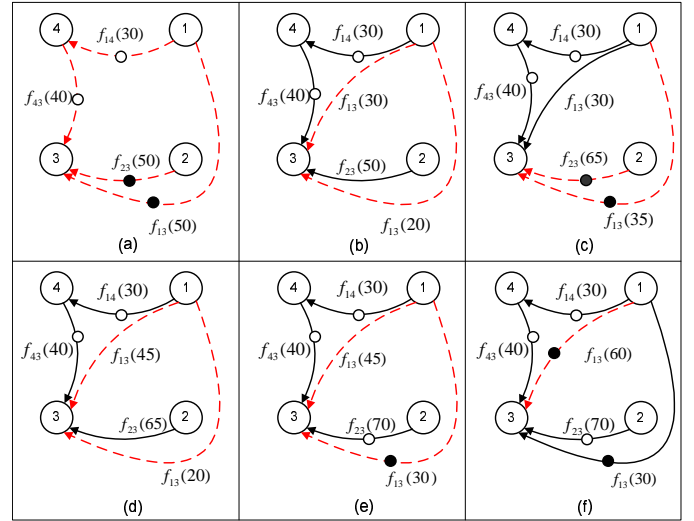 4
1
f14(30)
f43(40)
3
2
f23(50)
f13(50)
(a)
4
1
f14(30)
f43(40)
f13(30)
3
2
f23(50)
f13(20)
(b)
4
1
f14(30)
f43(40)
f13(30)
3
2
f23(65)
f13(35)
(c)
4
1
f14(30)
f43(40)
f13(45)
3
2
f23(65)
f13(20)
(d)
4
1
f14(30)
f43(40)
f13(45)
3
2
f23(70)
f13(30)
(e)
4
1
f14(30)
f43(40)
f13(60)
3
2
f23(70)
f13(30)
(f)